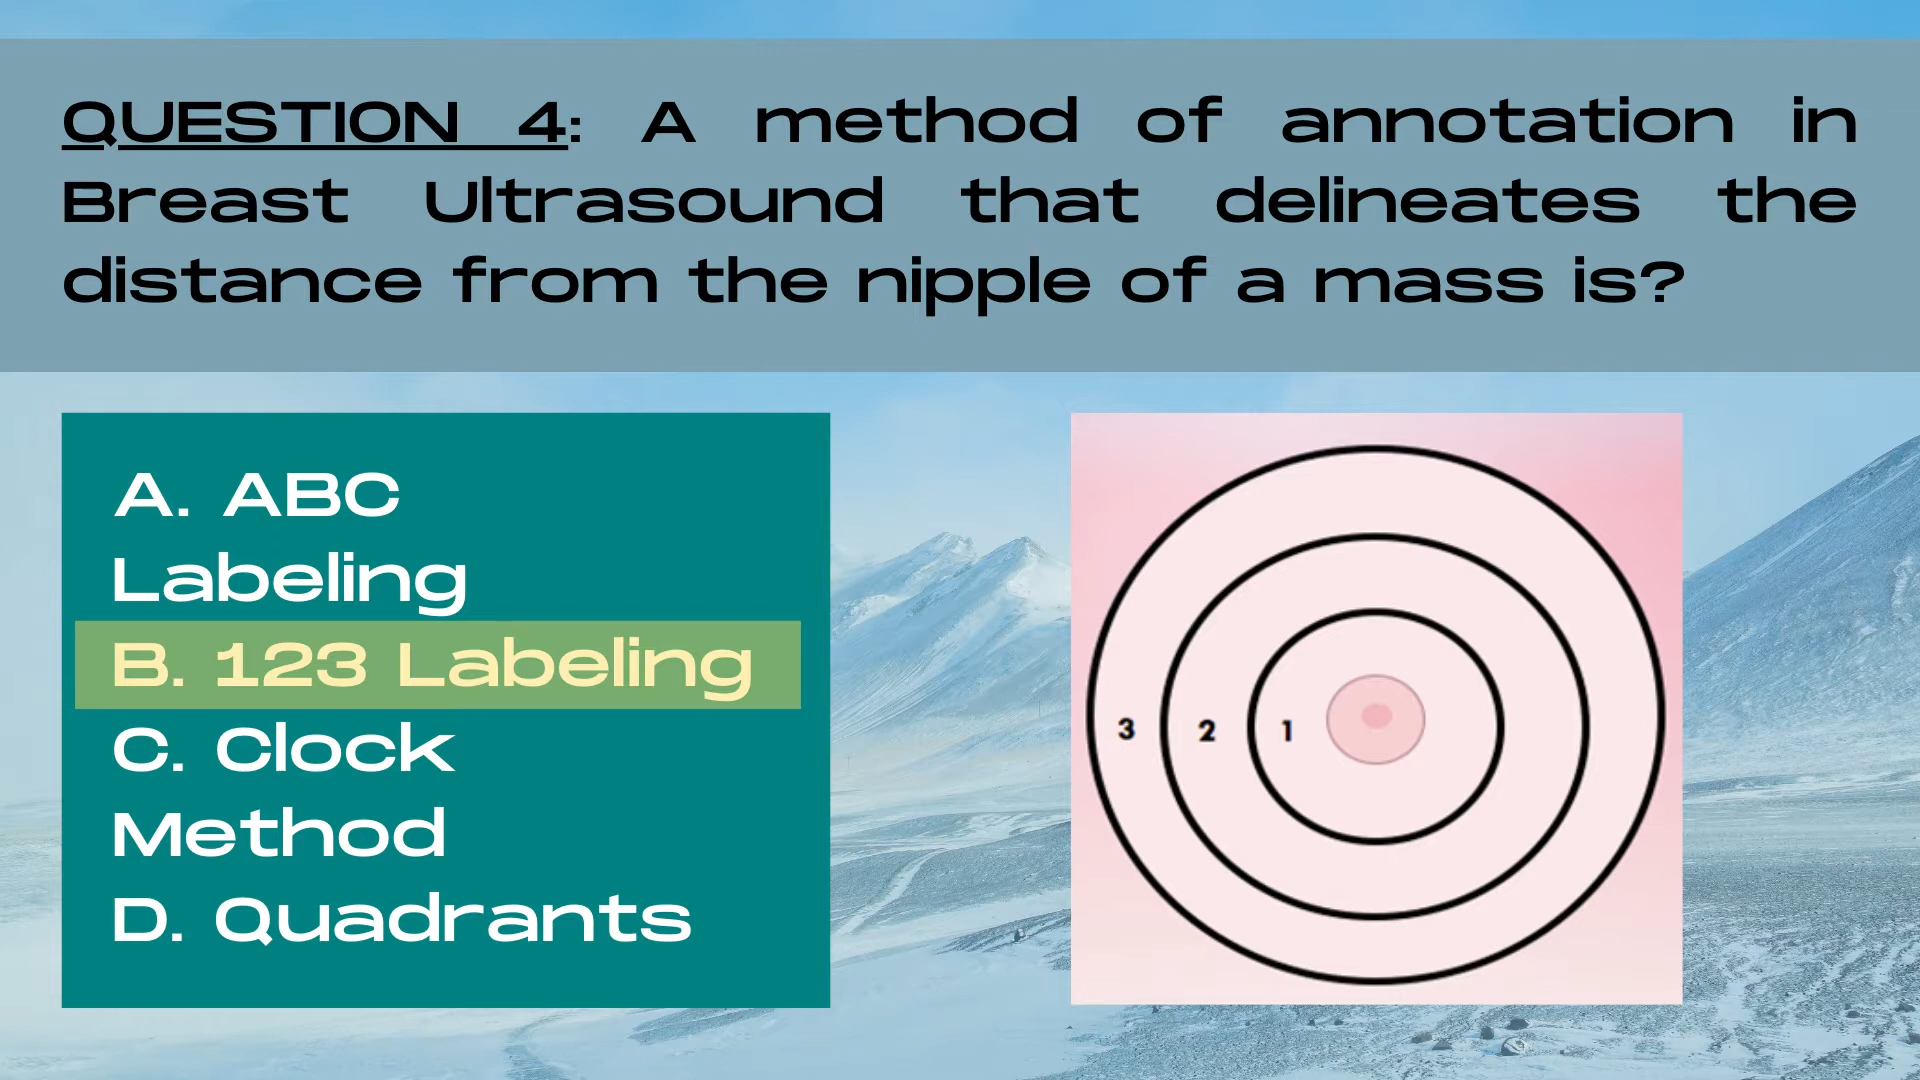 QUESTION 4: A method of annotation in
Breast Ultrasound that delineates the
distance from the nipple of a mass is?
A. ABC
Labeling
B. 123 Labeling
C. Clock
Method
D. Quadrants
3 2 1